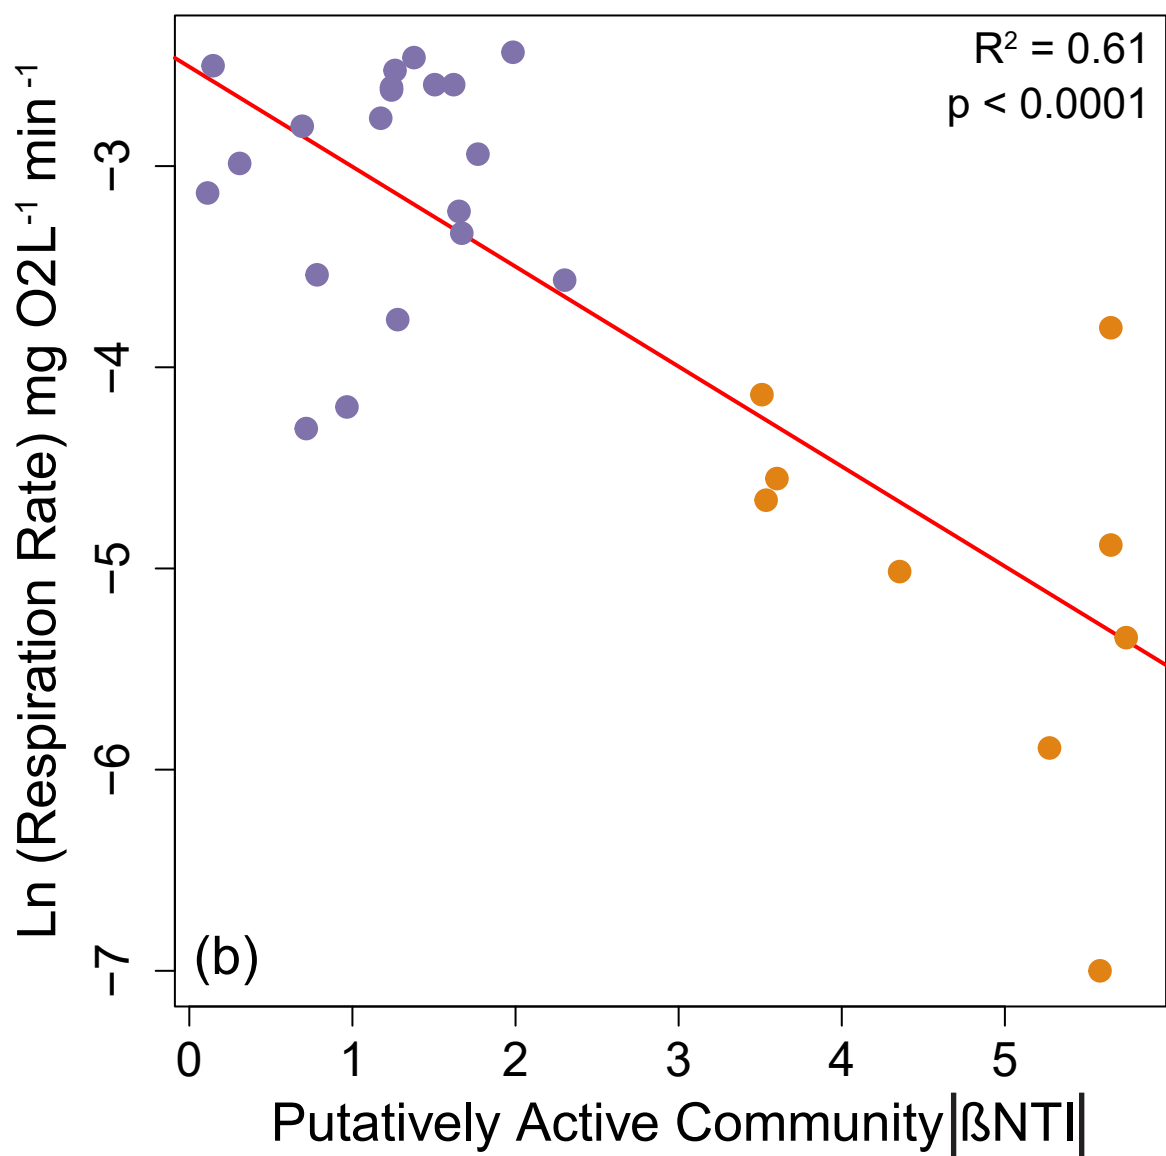 R² = 0.61
p < 0.0001
Ln (Respiration Rate) mg O2L⁻¹ min⁻¹
−3
−4
−5
−6
−7
(b)
0 1 2 3 4 5
Putatively Active Community|ßNTI|